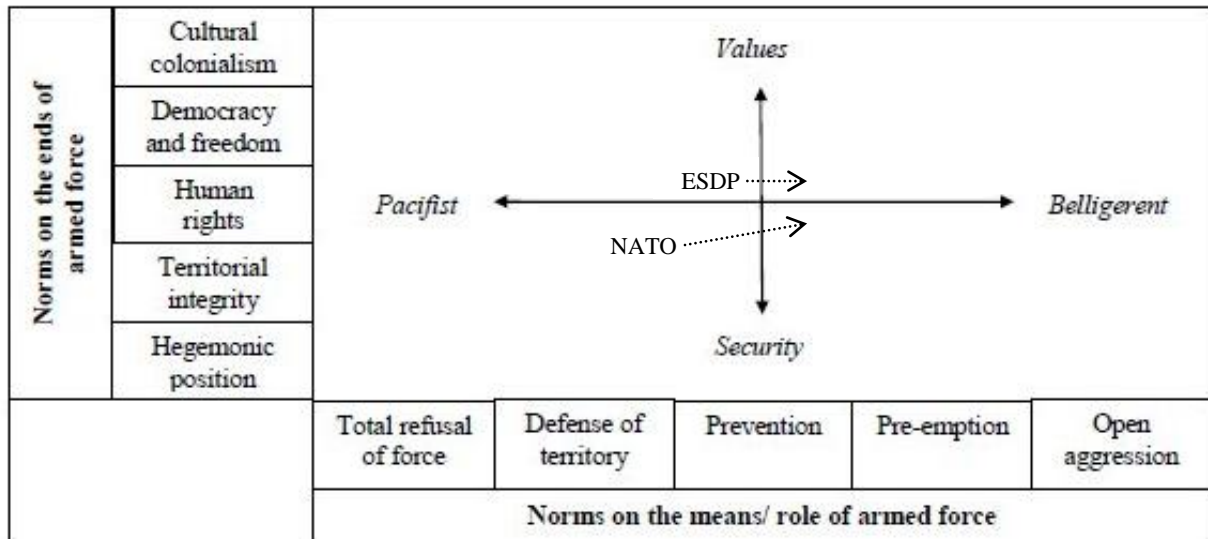 Norms on the ends of
armed force
Cultural
colonialism
Democracy
and freedom
Human
rights
Territorial
integrity
Hegemonic
position
Values
ESDP
Pacifist
Belligerent
NATO
Security
Total refusal
of force
Defense of
territory
Prevention
Pre-emption
Open
aggression
Norms on the means/ role of armed force